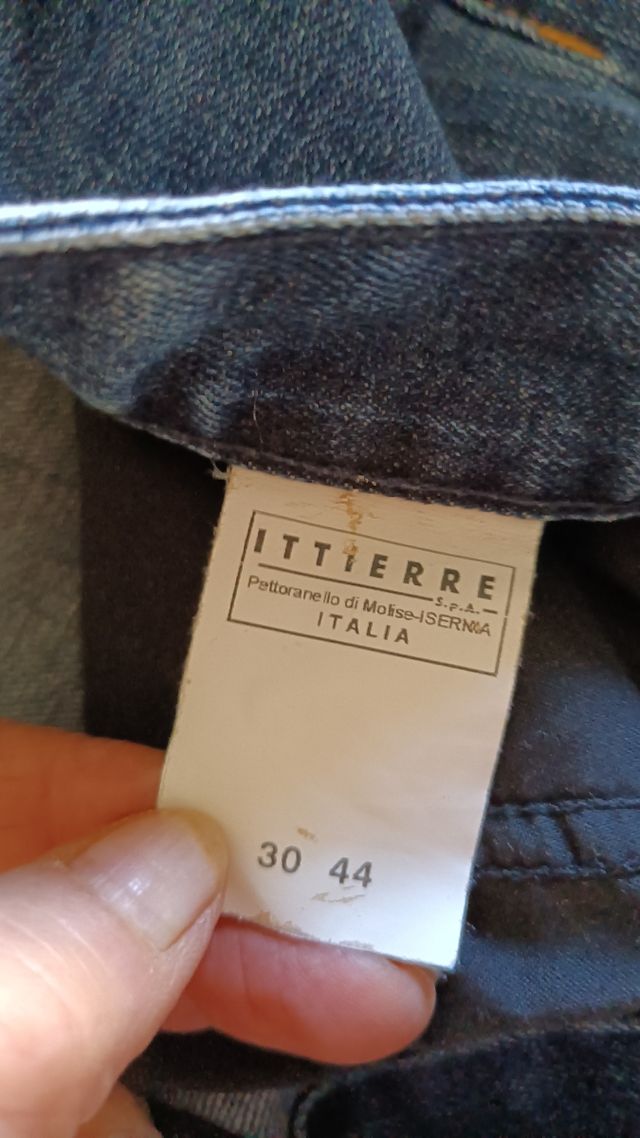 ITTIERRE
S.p.A.
Pettoranello di Molise-ISERNIA
ITALIA
30 44